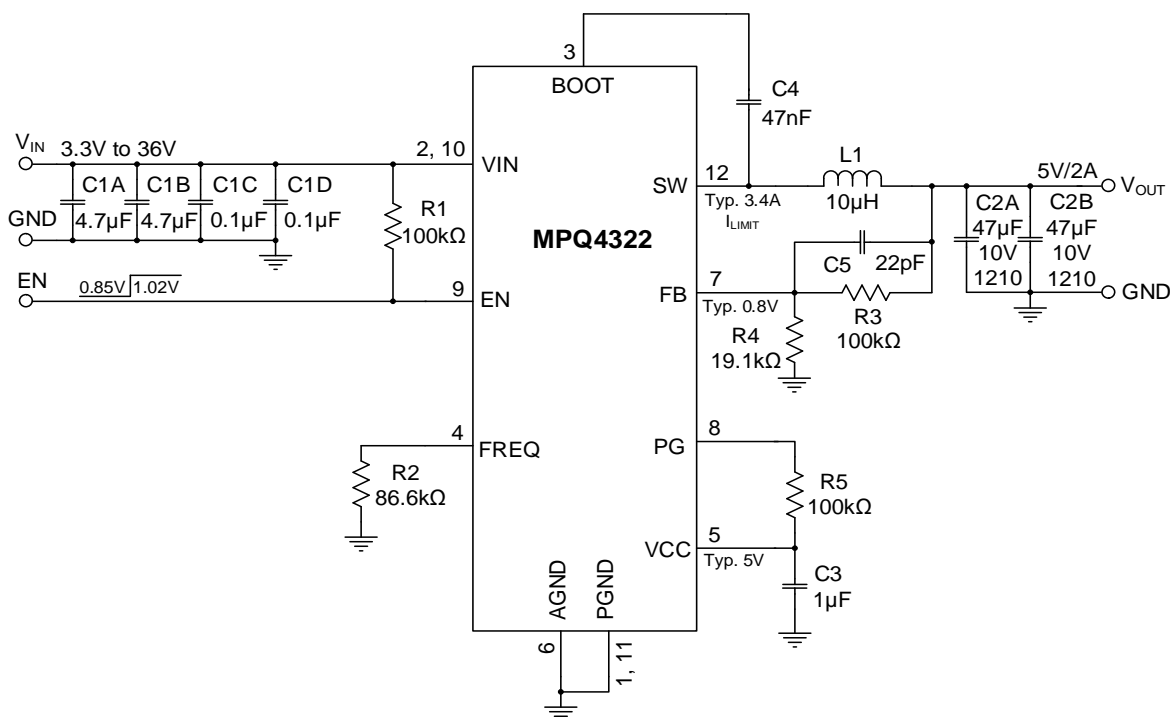 3
BOOT
C4
47nF
V_IN
3.3V to 36V
2, 10
VIN
C1A
4.7µF
C1B
4.7µF
C1C
0.1µF
C1D
0.1µF
GND
R1
100kΩ
EN
0.85V
1.02V
9
EN
MPQ4322
SW
12
Typ. 3.4A
I_LIMIT
L1
10µH
5V/2A
V_OUT
C2A
47µF
10V
1210
C2B
47µF
10V
1210
GND
C5
22pF
FB
7
Typ. 0.8V
R3
100kΩ
R4
19.1kΩ
4
FREQ
R2
86.6kΩ
PG
8
R5
100kΩ
VCC
5
Typ. 5V
C3
1µF
AGND
PGND
6
1, 11